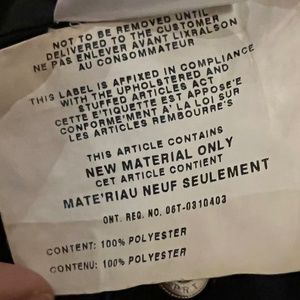 NOT TO BE REMOVED UNTIL
DELIVERED TO THE CUSTOMER
NE PAS ENLEVER AVANT LIXRALSON
AU CONSOMMATEUR
THIS LABEL IS AFFIXED IN COMPLIANCE
WITH THE UPHOLSTERED AND
STUFFED ARTICLES ACT
CETTE E'TIQUETTE EST APPOSE'E
CONFORME'MENT A' LA LOI SUR
LES ARTICLES REMBOURRE'S
THIS ARTICLE CONTAINS
NEW MATERIAL ONLY
CET ARTICLE CONTIENT
MATE'RIAU NEUF SEULEMENT
ONT. REG. NO. 06T-0310403
CONTENT: 100% POLYESTER
CONTENU: 100% POLYESTER